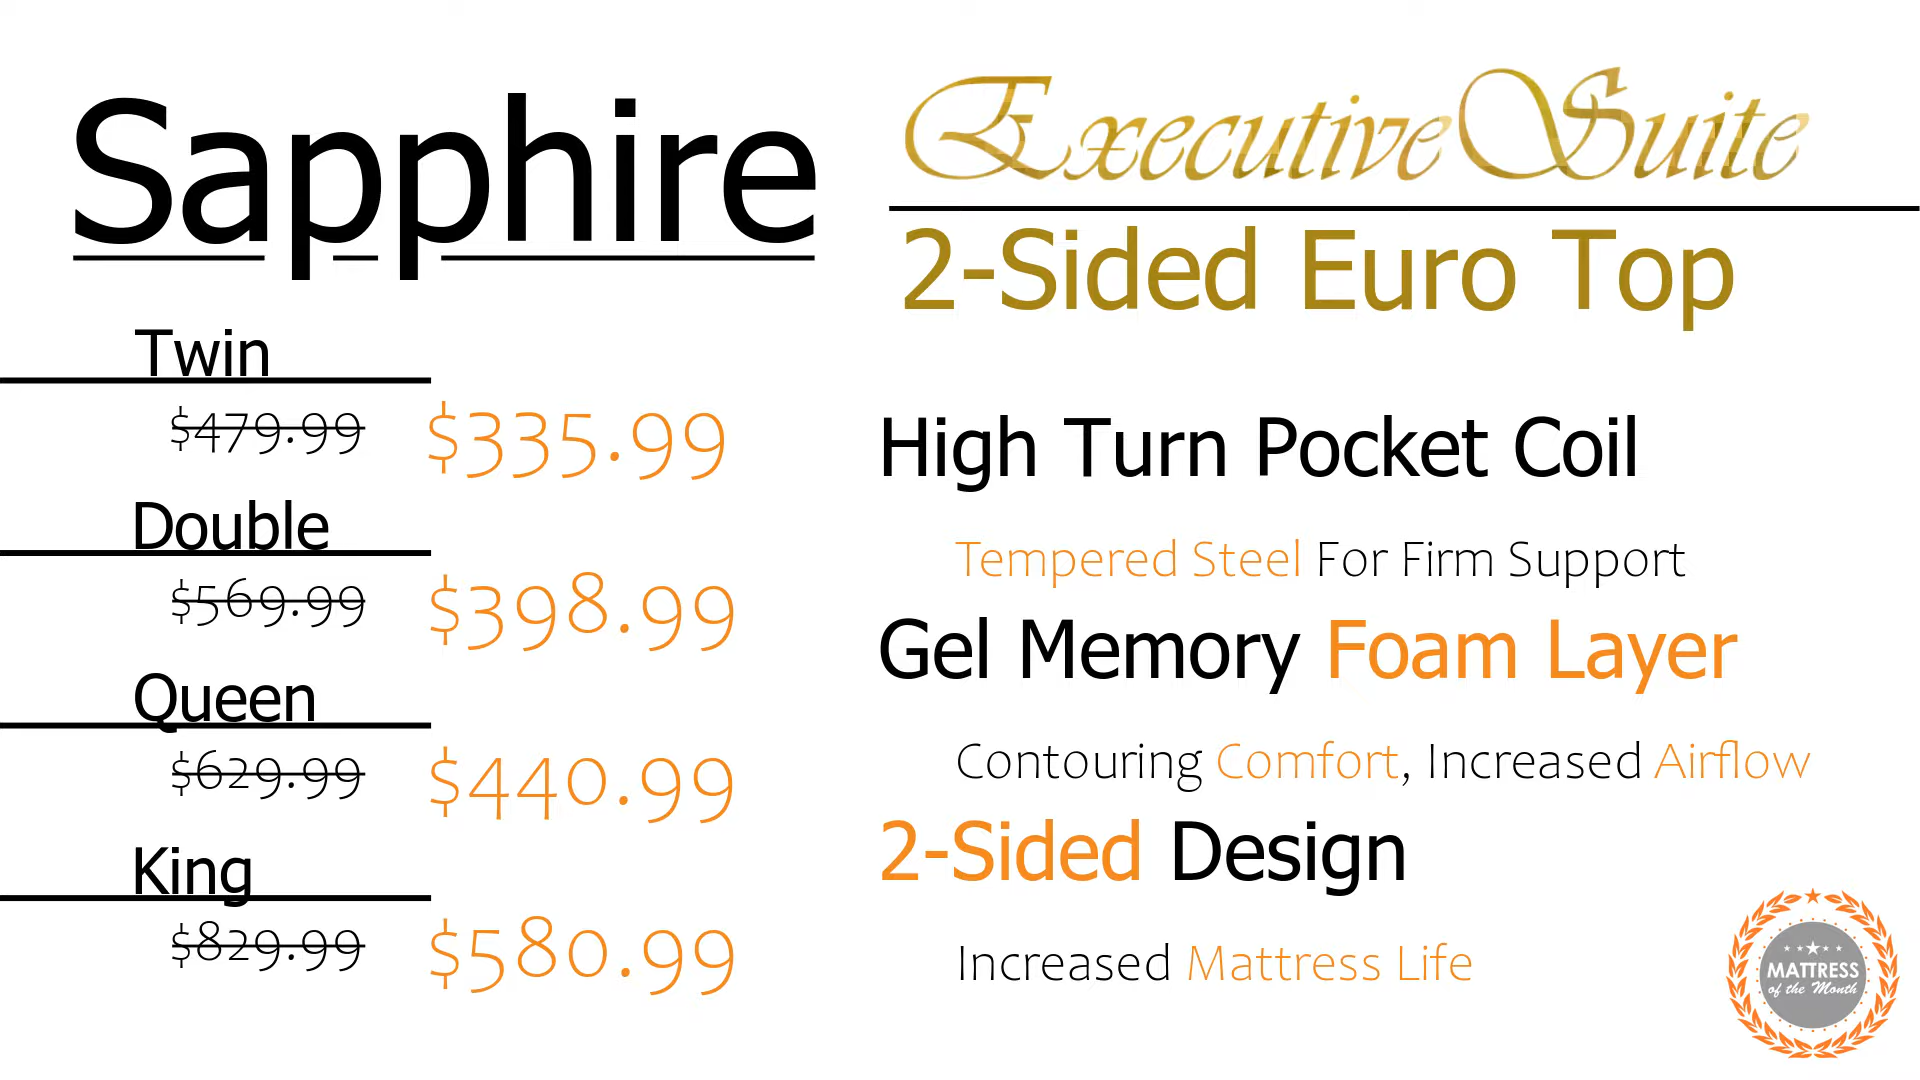 Sapphire
Twin
$479.99 $335.99
Double
$569.99 $398.99
Queen
$629.99 $440.99
King
$829.99 $580.99
Executive Suite
2-Sided Euro Top
High Turn Pocket Coil
Tempered Steel For Firm Support
Gel Memory Foam Layer
Contouring Comfort, Increased Airflow
2-Sided Design
Increased Mattress Life
MATTRESS
of the Month